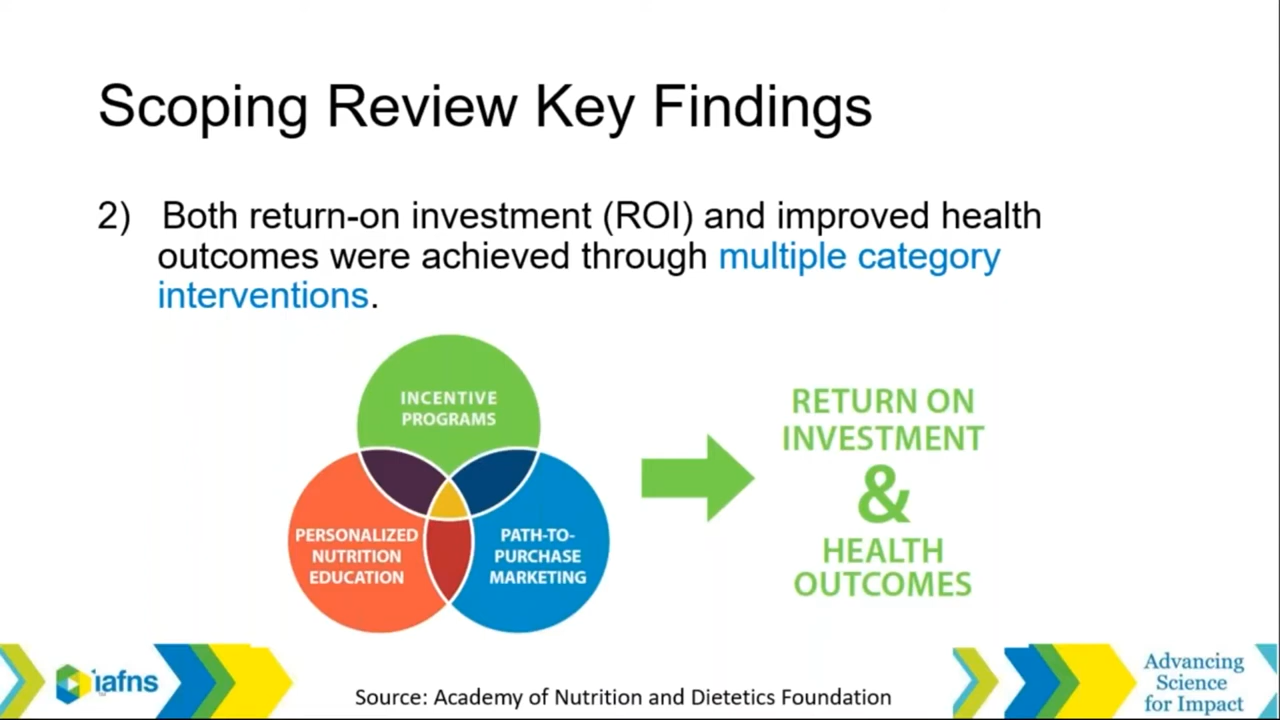 Scoping Review Key Findings
2) Both return-on investment (ROI) and improved health
outcomes were achieved through multiple category
interventions.
INCENTIVE
PROGRAMS
PERSONALIZED
NUTRITION
EDUCATION
PATH-TO-
PURCHASE
MARKETING
RETURN ON
INVESTMENT
&
HEALTH
OUTCOMES
iafns
Source: Academy of Nutrition and Dietetics Foundation
Advancing
Science
for Impact